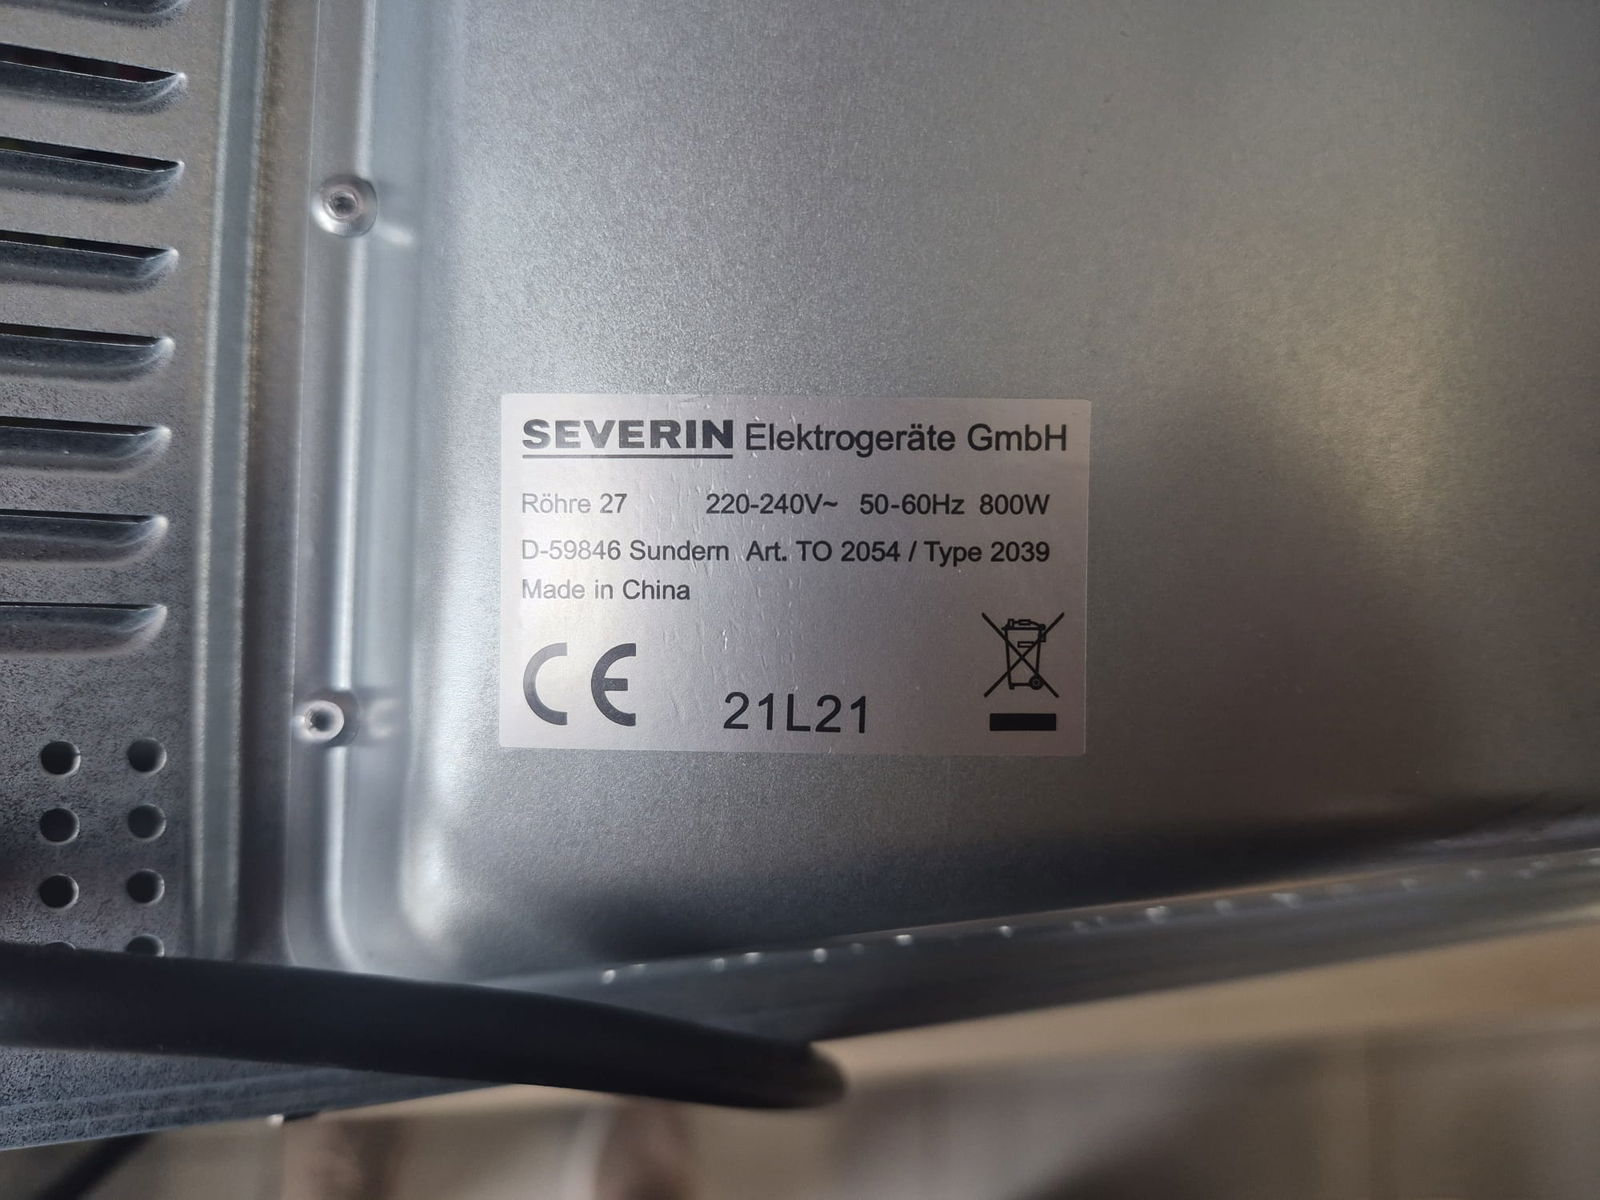 SEVERIN Elektrogeräte GmbH
Röhre 27 220-240V~ 50-60Hz 800W
D-59846 Sundern Art. TO 2054 / Type 2039
Made in China
CE 21L21